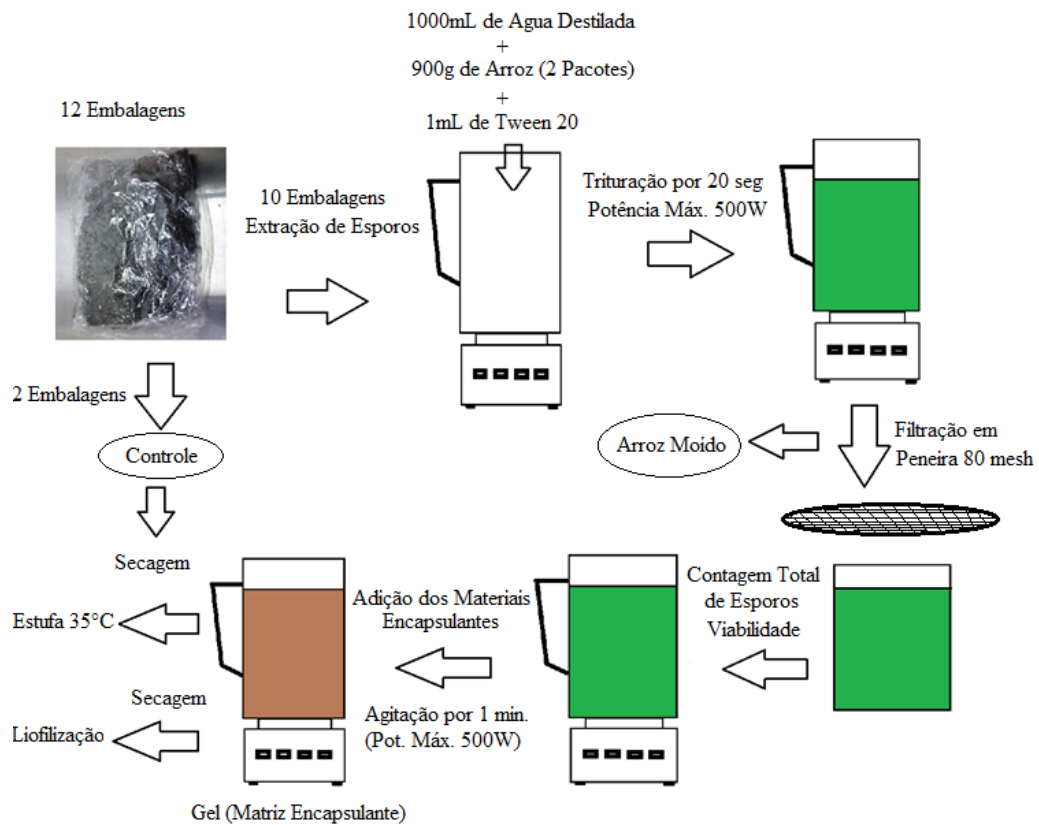 1000mL de Agua Destilada
+
900g de Arroz (2 Pacotes)
+
1mL de Tween 20
12 Embalagens
10 Embalagens
Extração de Esporos
Trituração por 20 seg
Potência Máx. 500W
2 Embalagens
Controle
Arroz Moído
Filtração em
Peneira 80 mesh
Secagem
Estufa 35°C
Secagem
Liofilização
Adição dos Materiais
Encapsulantes
Agitação por 1 min.
(Pot. Máx. 500W)
Contagem Total
de Esporos
Viabilidade
Gel (Matriz Encapsulante)